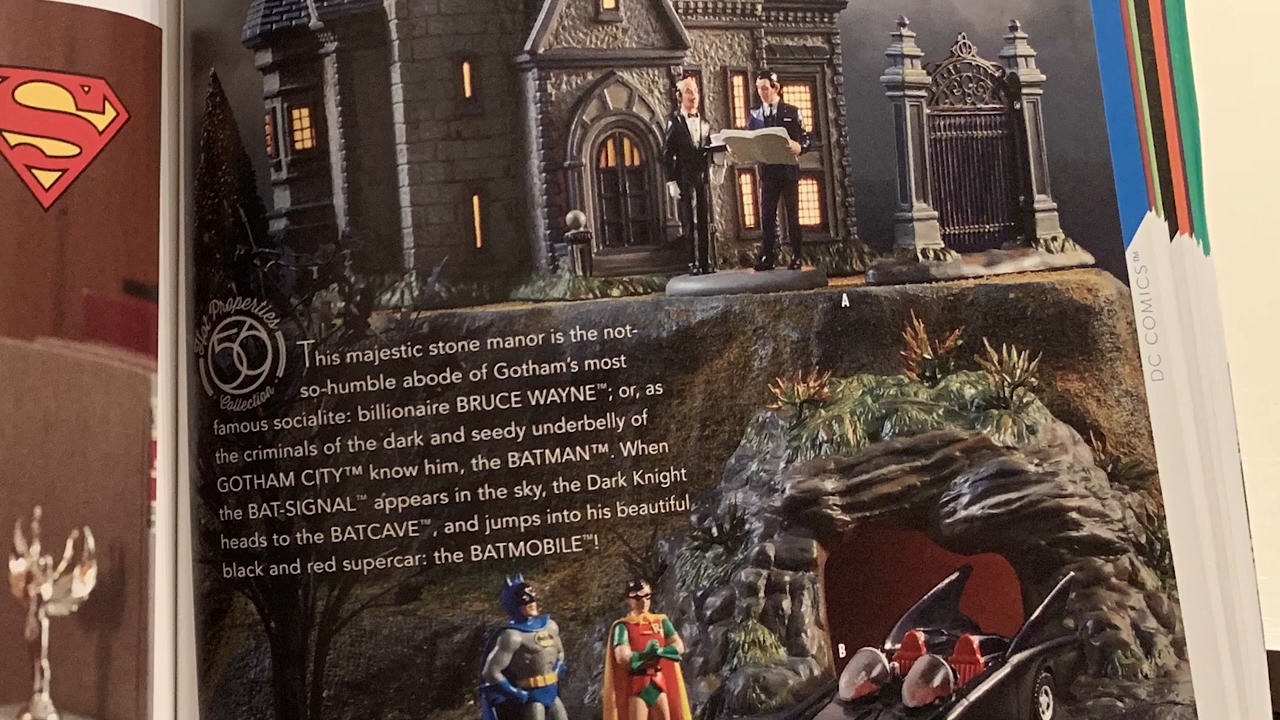 S
A
Hot Properties
56
Collection
This majestic stone manor is the not-
so-humble abode of Gotham's most
famous socialite: billionaire BRUCE WAYNE™; or, as
the criminals of the dark and seedy underbelly of
GOTHAM CITY™ know him, the BATMAN™. When
the BAT-SIGNAL™ appears in the sky, the Dark Knight
heads to the BATCAVE™, and jumps into his beautiful
black and red supercar: the BATMOBILE™!
B
DC COMICS™